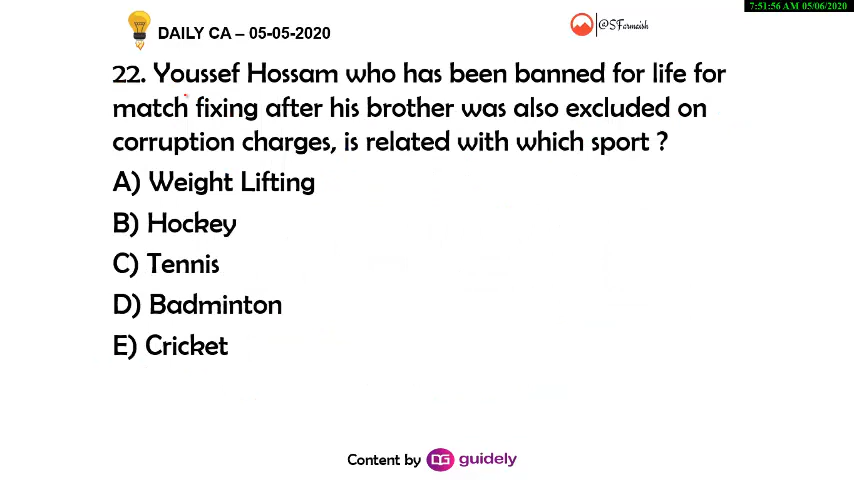 7:51:56 AM 05/06/2020
DAILY CA – 05-05-2020
@SFarmaish
22. Youssef Hossam who has been banned for life for
match fixing after his brother was also excluded on
corruption charges, is related with which sport ?
A) Weight Lifting
B) Hockey
C) Tennis
D) Badminton
E) Cricket
Content by DG guidely